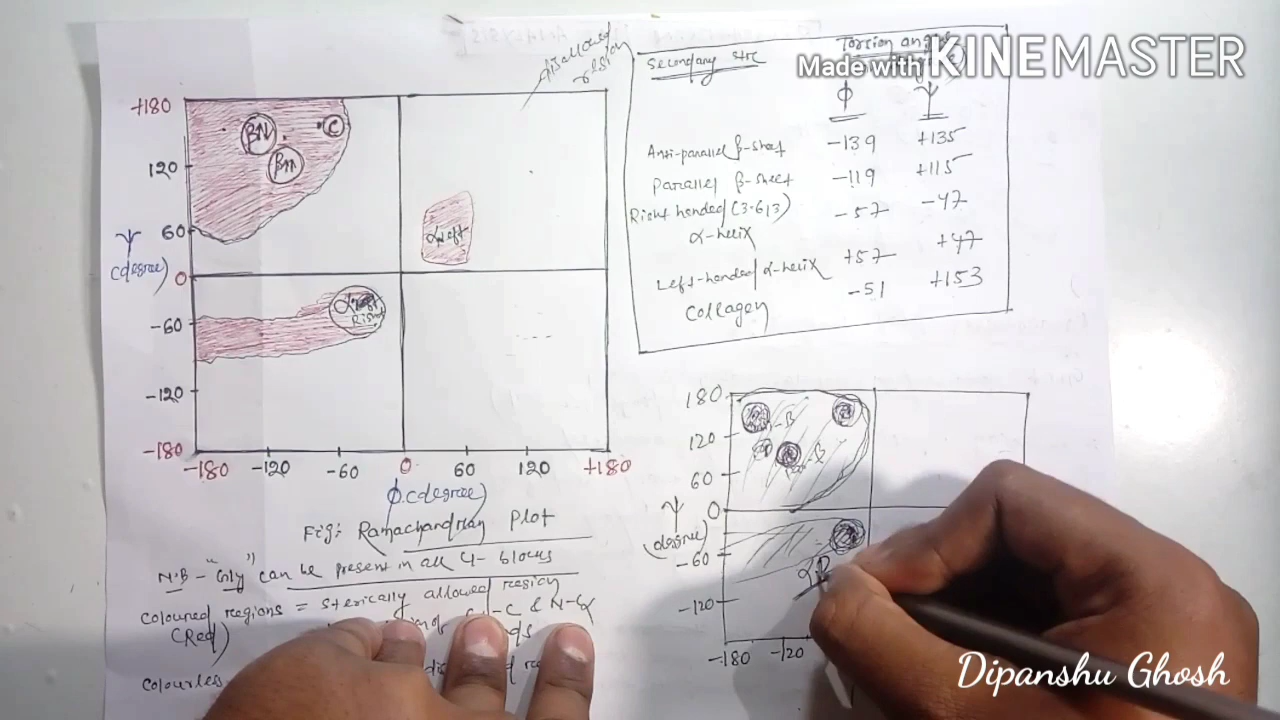 disallowed
region
+180
120
60
0
-60
-120
-180
ψ
(degree)
C
αLeft
Right
-180 -120 -60 0 60 120 +180
ϕ (degree)
Fig: Ramachandran Plot
N.B - "Gly" can be present in all 4- blocks
Coloured regions = sterically allowed region
(Red)
Secondary str
Torsion angle
ϕ ψ
Anti-parallel β-sheet -139 +135
Parallel β-sheet -119 +115
Right handed (3.613) -57 -47
α-helix
Left-handed α-helix +57 +47
Collagen -51 +153
180
120
60
0
-60
-120
ψ
(degree)
-180 -120
Made with KINEMASTER
Dipanshu Ghosh